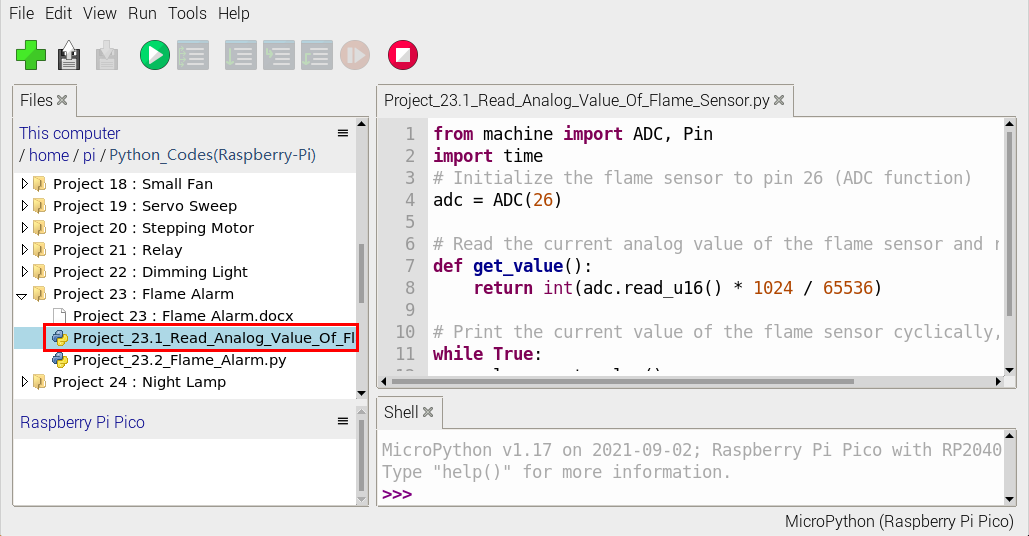 File Edit View Run Tools Help
Files
This computer
/ home / pi / Python_Codes(Raspberry-Pi)
Project 18 : Small Fan
Project 19 : Servo Sweep
Project 20 : Stepping Motor
Project 21 : Relay
Project 22 : Dimming Light
Project 23 : Flame Alarm
Project 23 : Flame Alarm.docx
Project_23.1_Read_Analog_Value_Of_Fl
Project_23.2_Flame_Alarm.py
Project 24 : Night Lamp
Raspberry Pi Pico
Project_23.1_Read_Analog_Value_Of_Flame_Sensor.py
1 from machine import ADC, Pin
2 import time
3 # Initialize the flame sensor to pin 26 (ADC function)
4 adc = ADC(26)
5
6 # Read the current analog value of the flame sensor and
7 def get_value():
8     return int(adc.read_u16() * 1024 / 65536)
9
10 # Print the current value of the flame sensor cyclically,
11 while True:
Shell
MicroPython v1.17 on 2021-09-02; Raspberry Pi Pico with RP2040
Type "help()" for more information.
>>>
MicroPython (Raspberry Pi Pico)